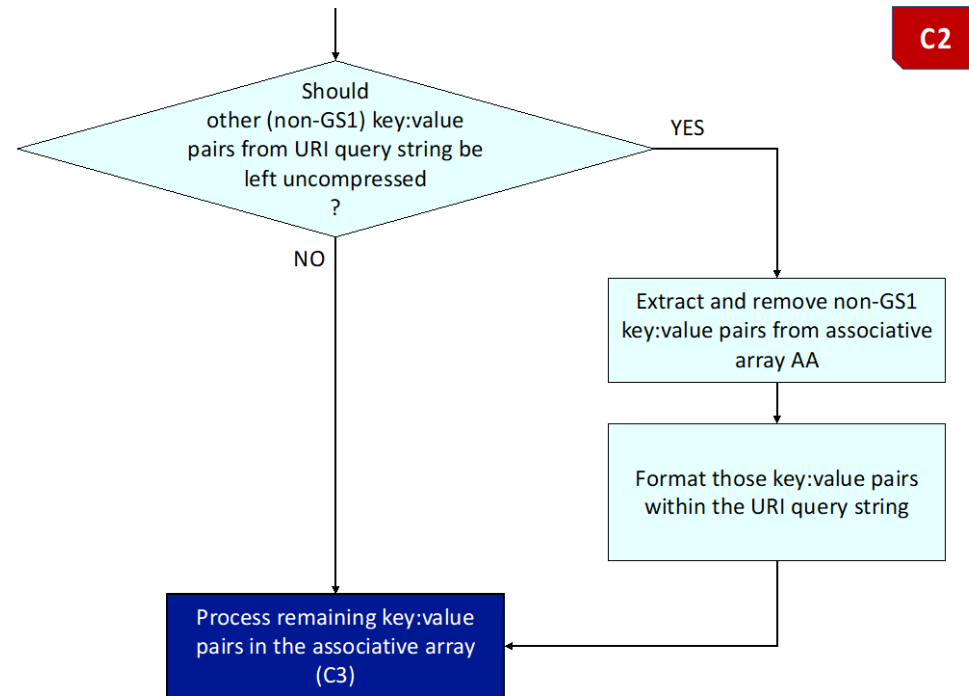 C2
Should
other (non-GS1) key:value
pairs from URI query string be
left uncompressed
?
YES
NO
Extract and remove non-GS1
key:value pairs from associative
array AA
Format those key:value pairs
within the URI query string
Process remaining key:value
pairs in the associative array
(C3)